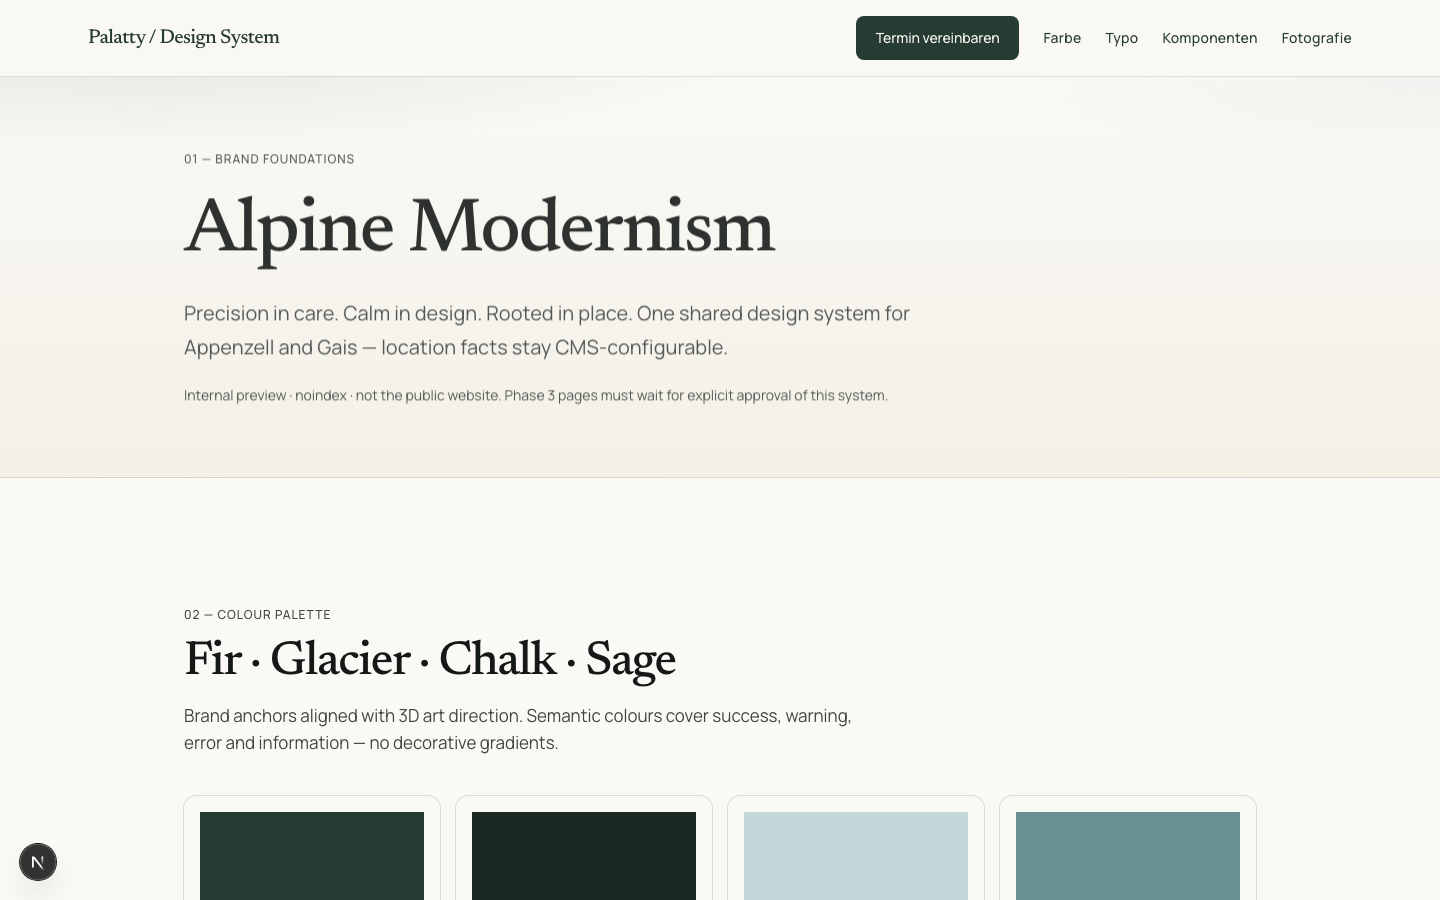 Palatty / Design System
Termin vereinbaren
Farbe
Typo
Komponenten
Fotografie
01 — BRAND FOUNDATIONS
Alpine Modernism
Precision in care. Calm in design. Rooted in place. One shared design system for
Appenzell and Gais — location facts stay CMS-configurable.
Internal preview · noindex · not the public website. Phase 3 pages must wait for explicit approval of this system.
02 — COLOUR PALETTE
Fir · Glacier · Chalk · Sage
Brand anchors aligned with 3D art direction. Semantic colours cover success, warning,
error and information — no decorative gradients.
N